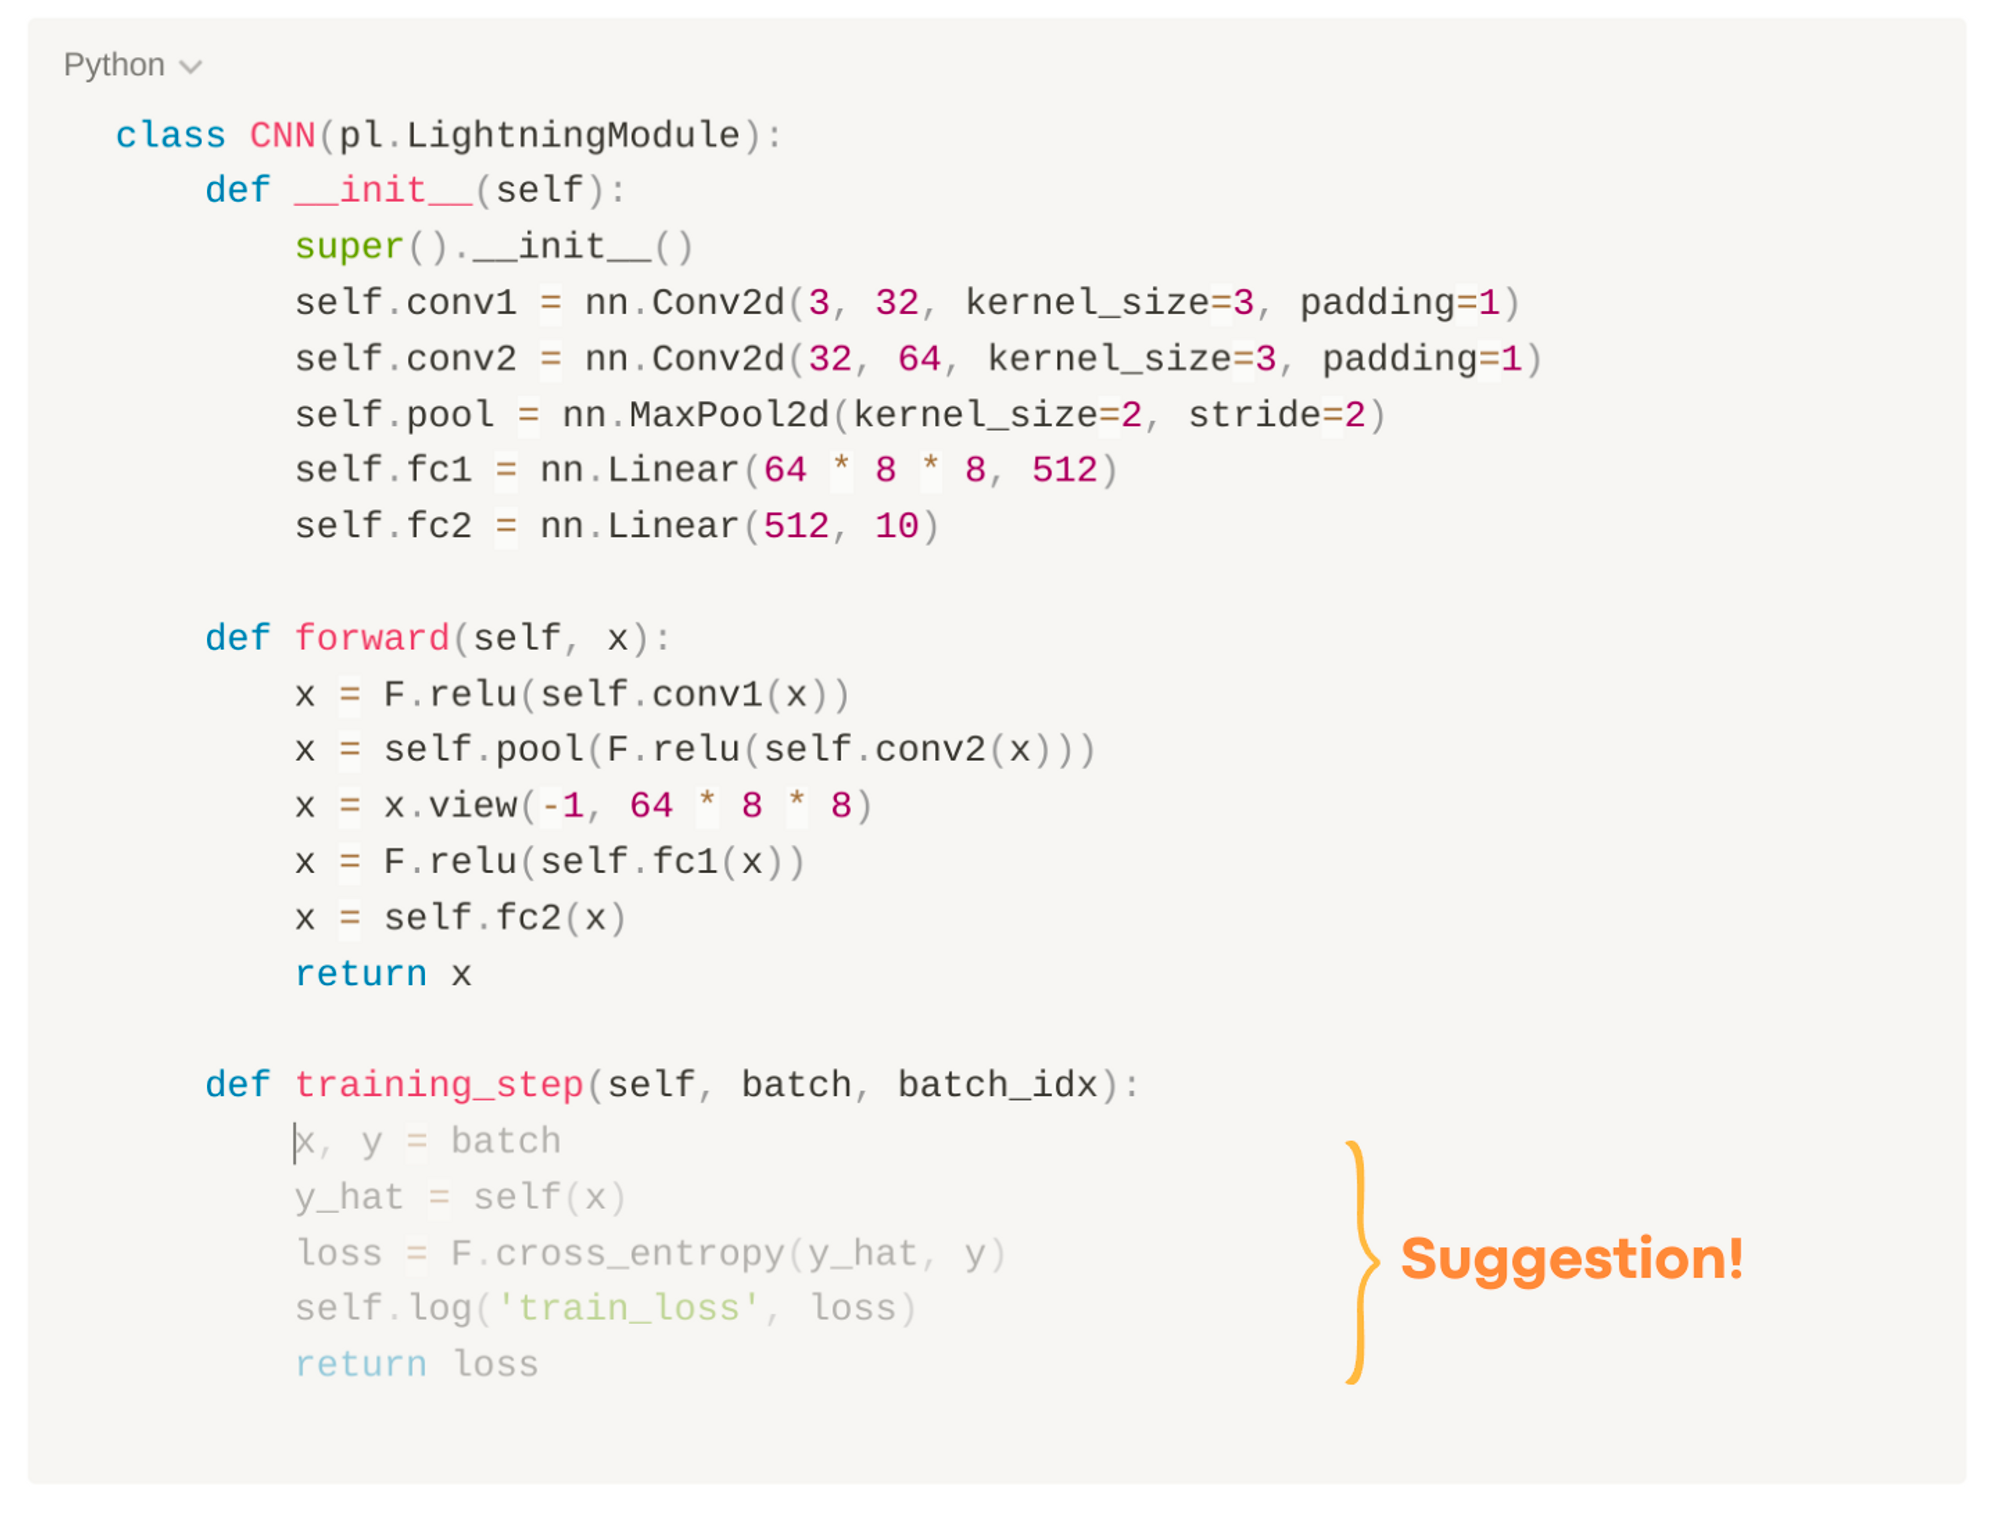 Python
class CNN(pl.LightningModule):
    def __init__(self):
        super().__init__()
        self.conv1 = nn.Conv2d(3, 32, kernel_size=3, padding=1)
        self.conv2 = nn.Conv2d(32, 64, kernel_size=3, padding=1)
        self.pool = nn.MaxPool2d(kernel_size=2, stride=2)
        self.fc1 = nn.Linear(64 * 8 * 8, 512)
        self.fc2 = nn.Linear(512, 10)
    def forward(self, x):
        x = F.relu(self.conv1(x))
        x = self.pool(F.relu(self.conv2(x)))
        x = x.view(-1, 64 * 8 * 8)
        x = F.relu(self.fc1(x))
        x = self.fc2(x)
        return x
    def training_step(self, batch, batch_idx):
        x, y = batch
        y_hat = self(x)
        loss = F.cross_entropy(y_hat, y)
        self.log('train_loss', loss)
        return loss
Suggestion!